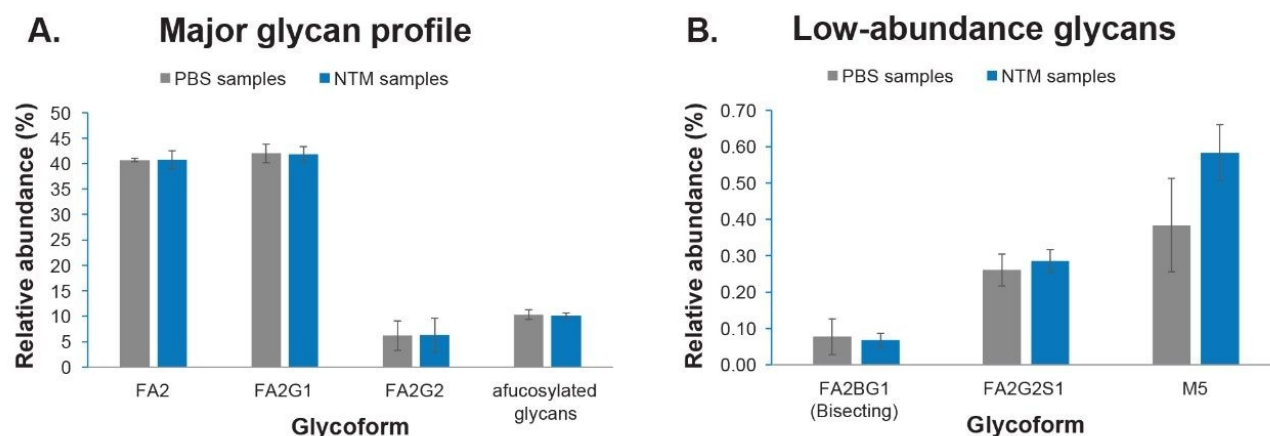 A. Major glycan profile
PBS samples NTM samples
Relative abundance (%)
50
45
40
35
30
25
20
15
10
5
0
FA2 FA2G1 FA2G2 afucosylated
glycans
Glycoform
B. Low-abundance glycans
PBS samples NTM samples
Relative abundance (%)
0.70
0.60
0.50
0.40
0.30
0.20
0.10
0.00
FA2BG1 FA2G2S1 M5
(Bisecting)
Glycoform